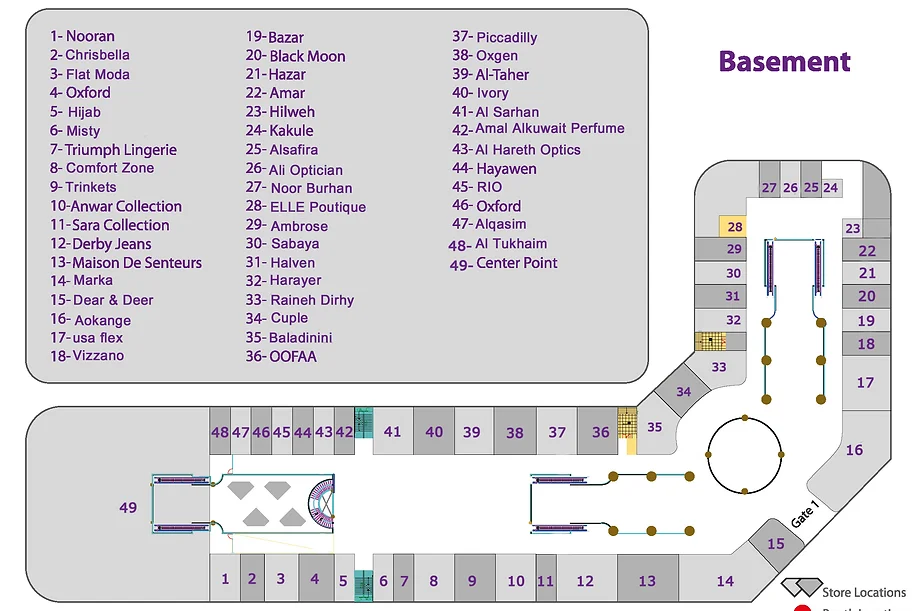 Basement
1- Nooran
2- Chrisbella
3- Flat Moda
4- Oxford
5- Hijab
6- Misty
7- Triumph Lingerie
8- Comfort Zone
9- Trinkets
10-Anwar Collection
11-Sara Collection
12-Derby Jeans
13-Maison De Senteurs
14- Marka
15- Dear & Deer
16- Aokange
17-usa flex
18-Vizzano
19-Bazar
20-Black Moon
21-Hazar
22-Amar
23-Hilweh
24-Kakule
25-Alsafira
26-Ali Optician
27- Noor Burhan
28- ELLE Poutique
29- Ambrose
30- Sabaya
31- Halven
32- Harayer
33- Raineh Dirhy
34- Cuple
35-Baladinini
36-OOFAA
37-Piccadilly
38-Oxgen
39-Al-Taher
40-Ivory
41-Al Sarhan
42-Amal Alkuwait Perfume
43-Al Hareth Optics
44-Hayawen
45-RIO
46-Oxford
47-Alqasim
48-Al Tukhaim
49-Center Point
27 26 25 24
28 23
29 22
30 21
31 20
32 19
18
33
17
34
35
16
48 47 46 45 44 43 42 41 40 39 38 37 36
49
Gate 1
15
1 2 3 4 5 6 7 8 9 10 11 12 13 14
Store Locations